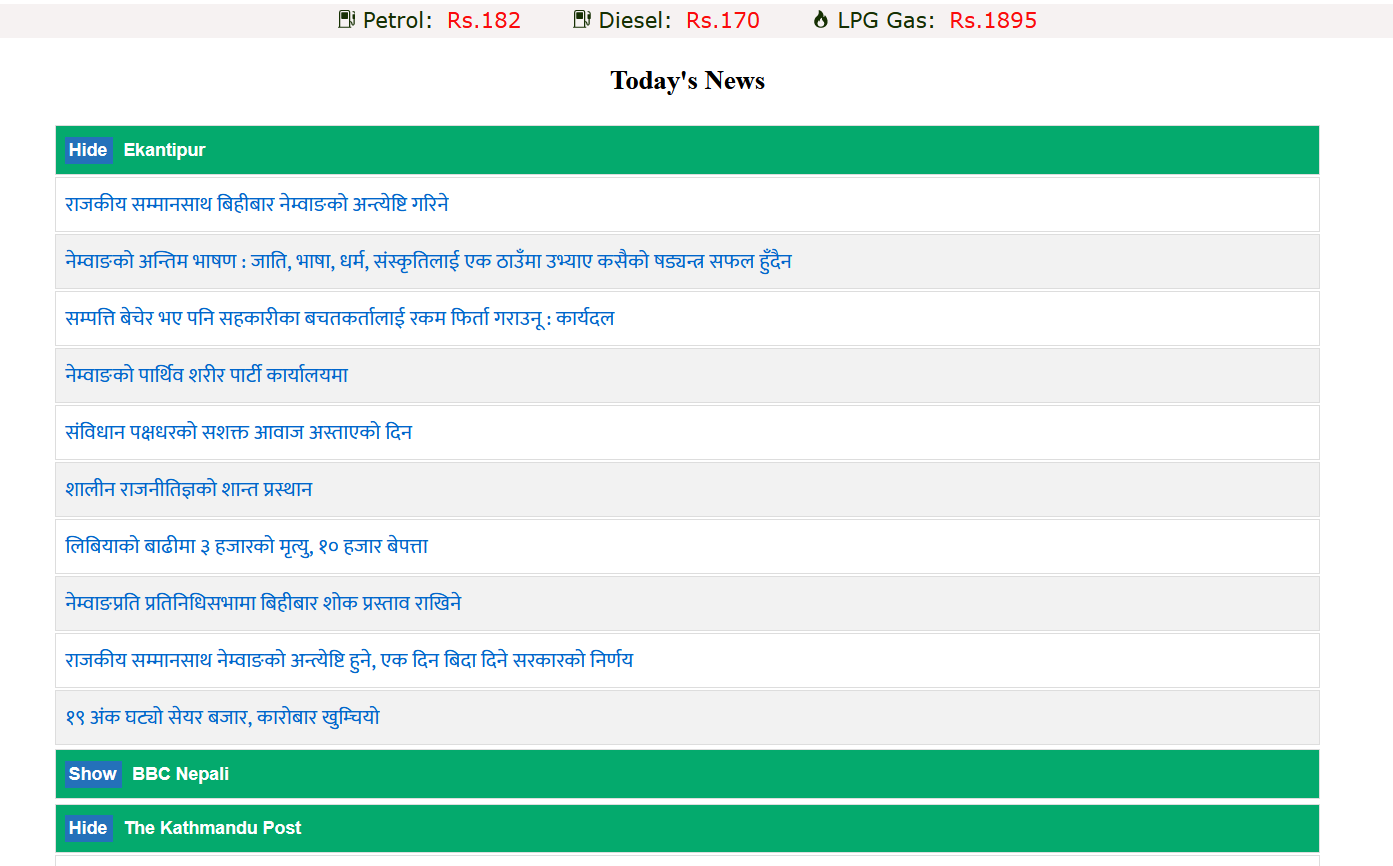 Petrol: Rs.182 Diesel: Rs.170 LPG Gas: Rs.1895
Today's News
Hide Ekantipur
राजकीय सम्मानसाथ बिहीबार नेम्वाङको अन्त्येष्टि गरिने
नेम्वाङको अन्तिम भाषण : जाति, भाषा, धर्म, संस्कृतिलाई एक ठाउँमा उभ्याए कसैको षड्यन्त्र सफल हुँदैन
सम्पत्ति बेचेर भए पनि सहकारीका बचतकर्तालाई रकम फिर्ता गराउनू : कार्यदल
नेम्वाङको पार्थिव शरीर पार्टी कार्यालयमा
संविधान पक्षधरको सशक्त आवाज अस्ताएको दिन
शालीन राजनीतिज्ञको शान्त प्रस्थान
लिबियाको बाढीमा ३ हजारको मृत्यु, १० हजार बेपत्ता
नेम्वाङप्रति प्रतिनिधिसभामा बिहीबार शोक प्रस्ताव राखिने
राजकीय सम्मानसाथ नेम्वाङको अन्त्येष्टि हुने, एक दिन बिदा दिने सरकारको निर्णय
१९ अंक घट्यो सेयर बजार, कारोबार खुम्चियो
Show BBC Nepali
Hide The Kathmandu Post